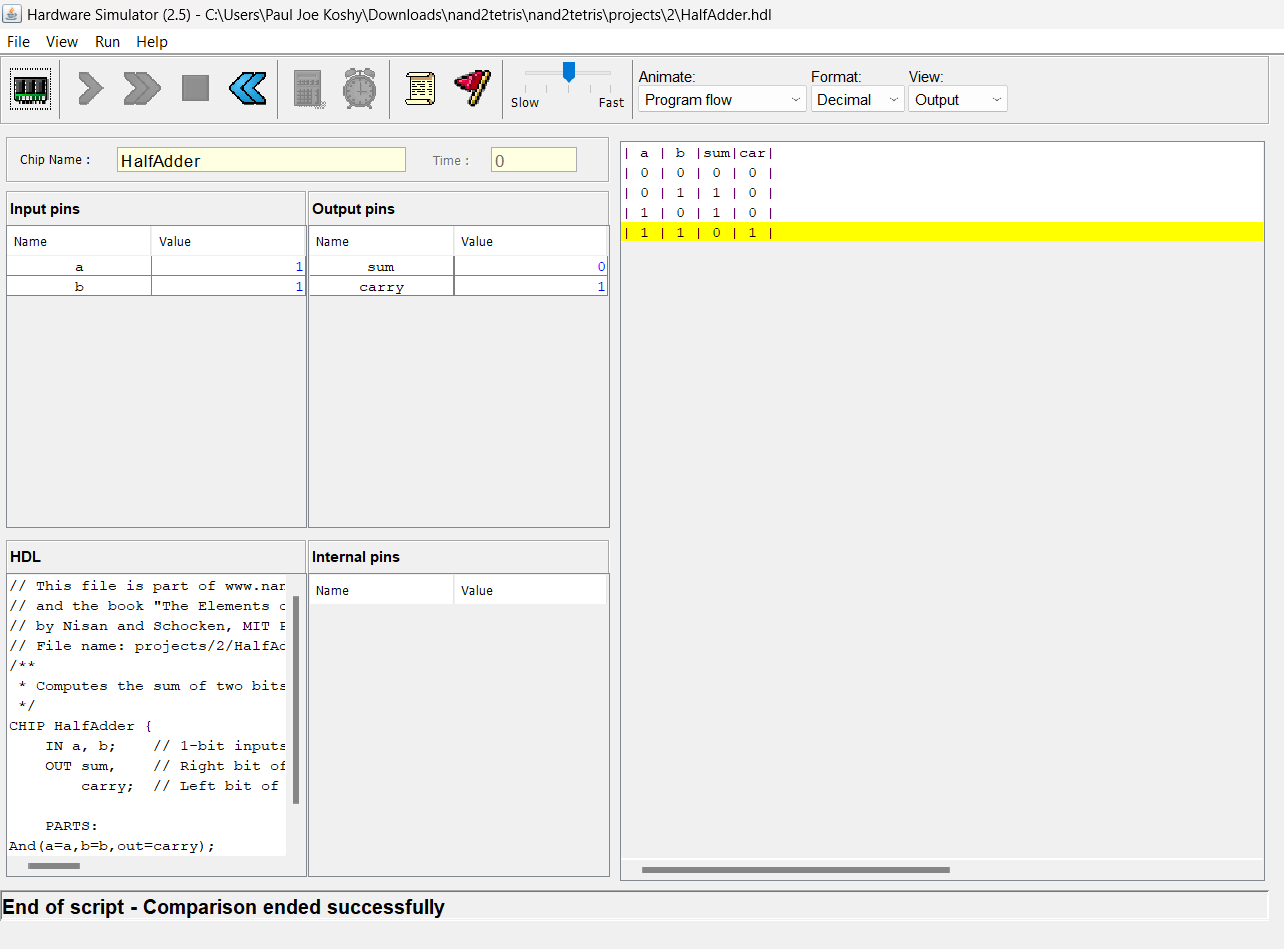 Hardware Simulator (2.5) - C:\Users\Paul Joe Koshy\Downloads\nand2tetris\nand2tetris\projects\2\HalfAdder.hdl
File View Run Help
Slow Fast
Animate: Format: View:
Program flow Decimal Output
Chip Name : HalfAdder Time : 0
Input pins
Name Value
a 1
b 1
Output pins
Name Value
sum 0
carry 1
| a | b |sum|car|
| 0 | 0 | 0 | 0 |
| 0 | 1 | 1 | 0 |
| 1 | 0 | 1 | 0 |
| 1 | 1 | 0 | 1 |
HDL
// This file is part of www.nan
// and the book "The Elements o
// by Nisan and Schocken, MIT P
// File name: projects/2/HalfAd
/**
* Computes the sum of two bits
*/
CHIP HalfAdder {
IN a, b; // 1-bit inputs
OUT sum, // Right bit of
carry; // Left bit of
PARTS:
And(a=a,b=b,out=carry);
Internal pins
Name Value
End of script - Comparison ended successfully